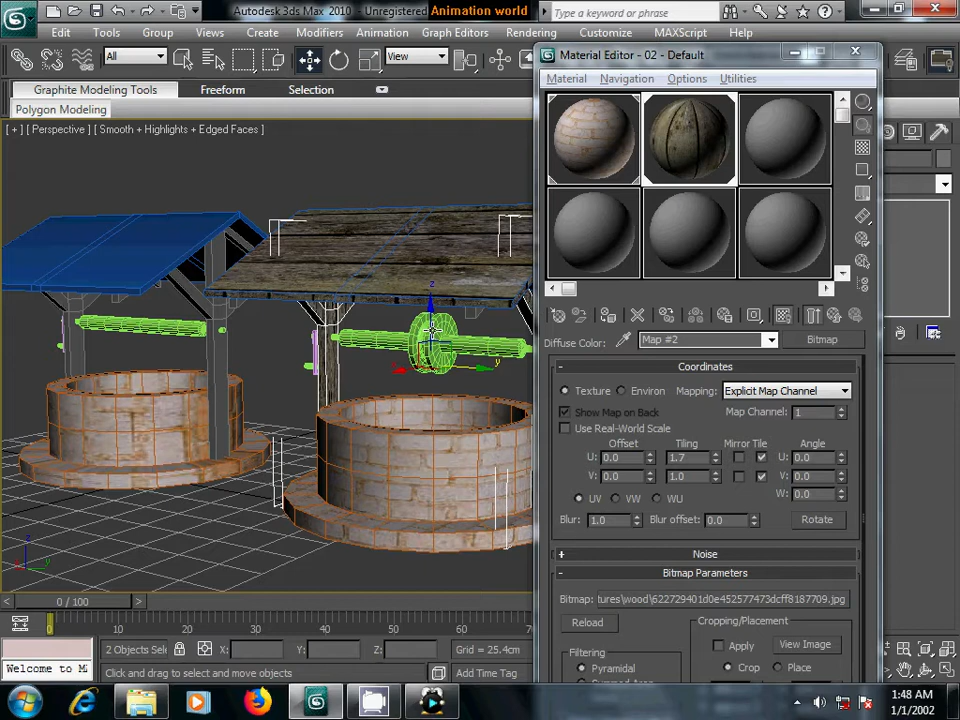 Autodesk 3ds Max 2010 - Unregistered
Animation world
Type a keyword or phrase
Edit Tools Group Views Create Modifiers Animation Graph Editors Rendering Customize MAXScript Help
All
View
Graphite Modeling Tools Freeform Selection
Polygon Modeling
[ + ] [ Perspective ] [ Smooth + Highlights + Edged Faces ]
Material Editor - 02 - Default
Material Navigation Options Utilities
Diffuse Color: Map #2 Bitmap
- Coordinates
Texture Environ Mapping: Explicit Map Channel
Show Map on Back Map Channel: 1
Use Real-World Scale
Offset Tiling Mirror Tile Angle
U: 0.0 1.7 U: 0.0
V: 0.0 1.0 V: 0.0
UV VW WU W: 0.0
Blur: 1.0 Blur offset: 0.0 Rotate
+ Noise
- Bitmap Parameters
Bitmap: tures\wood\622729401d0e452577473dcff8187709.jpg
Reload Cropping/Placement
Apply View Image
Filtering
Pyramidal Crop Place
z
y
z
y
0 / 100
0 10 20 30 40 50 60
2 Objects Sele X: Y: Z: Grid = 25.4cm
Welcome to M Click and drag to select and move objects Add Time Tag
1:48 AM
1/1/2002